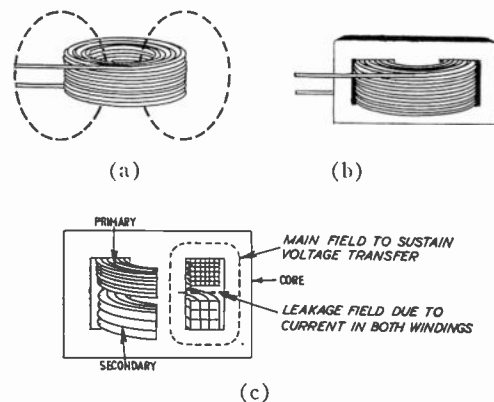 (a)
(b)
PRIMARY
MAIN FIELD TO SUSTAIN
VOLTAGE TRANSFER
CORE
LEAKAGE FIELD DUE TO
CURRENT IN BOTH WINDINGS
SECONDARY
(c)